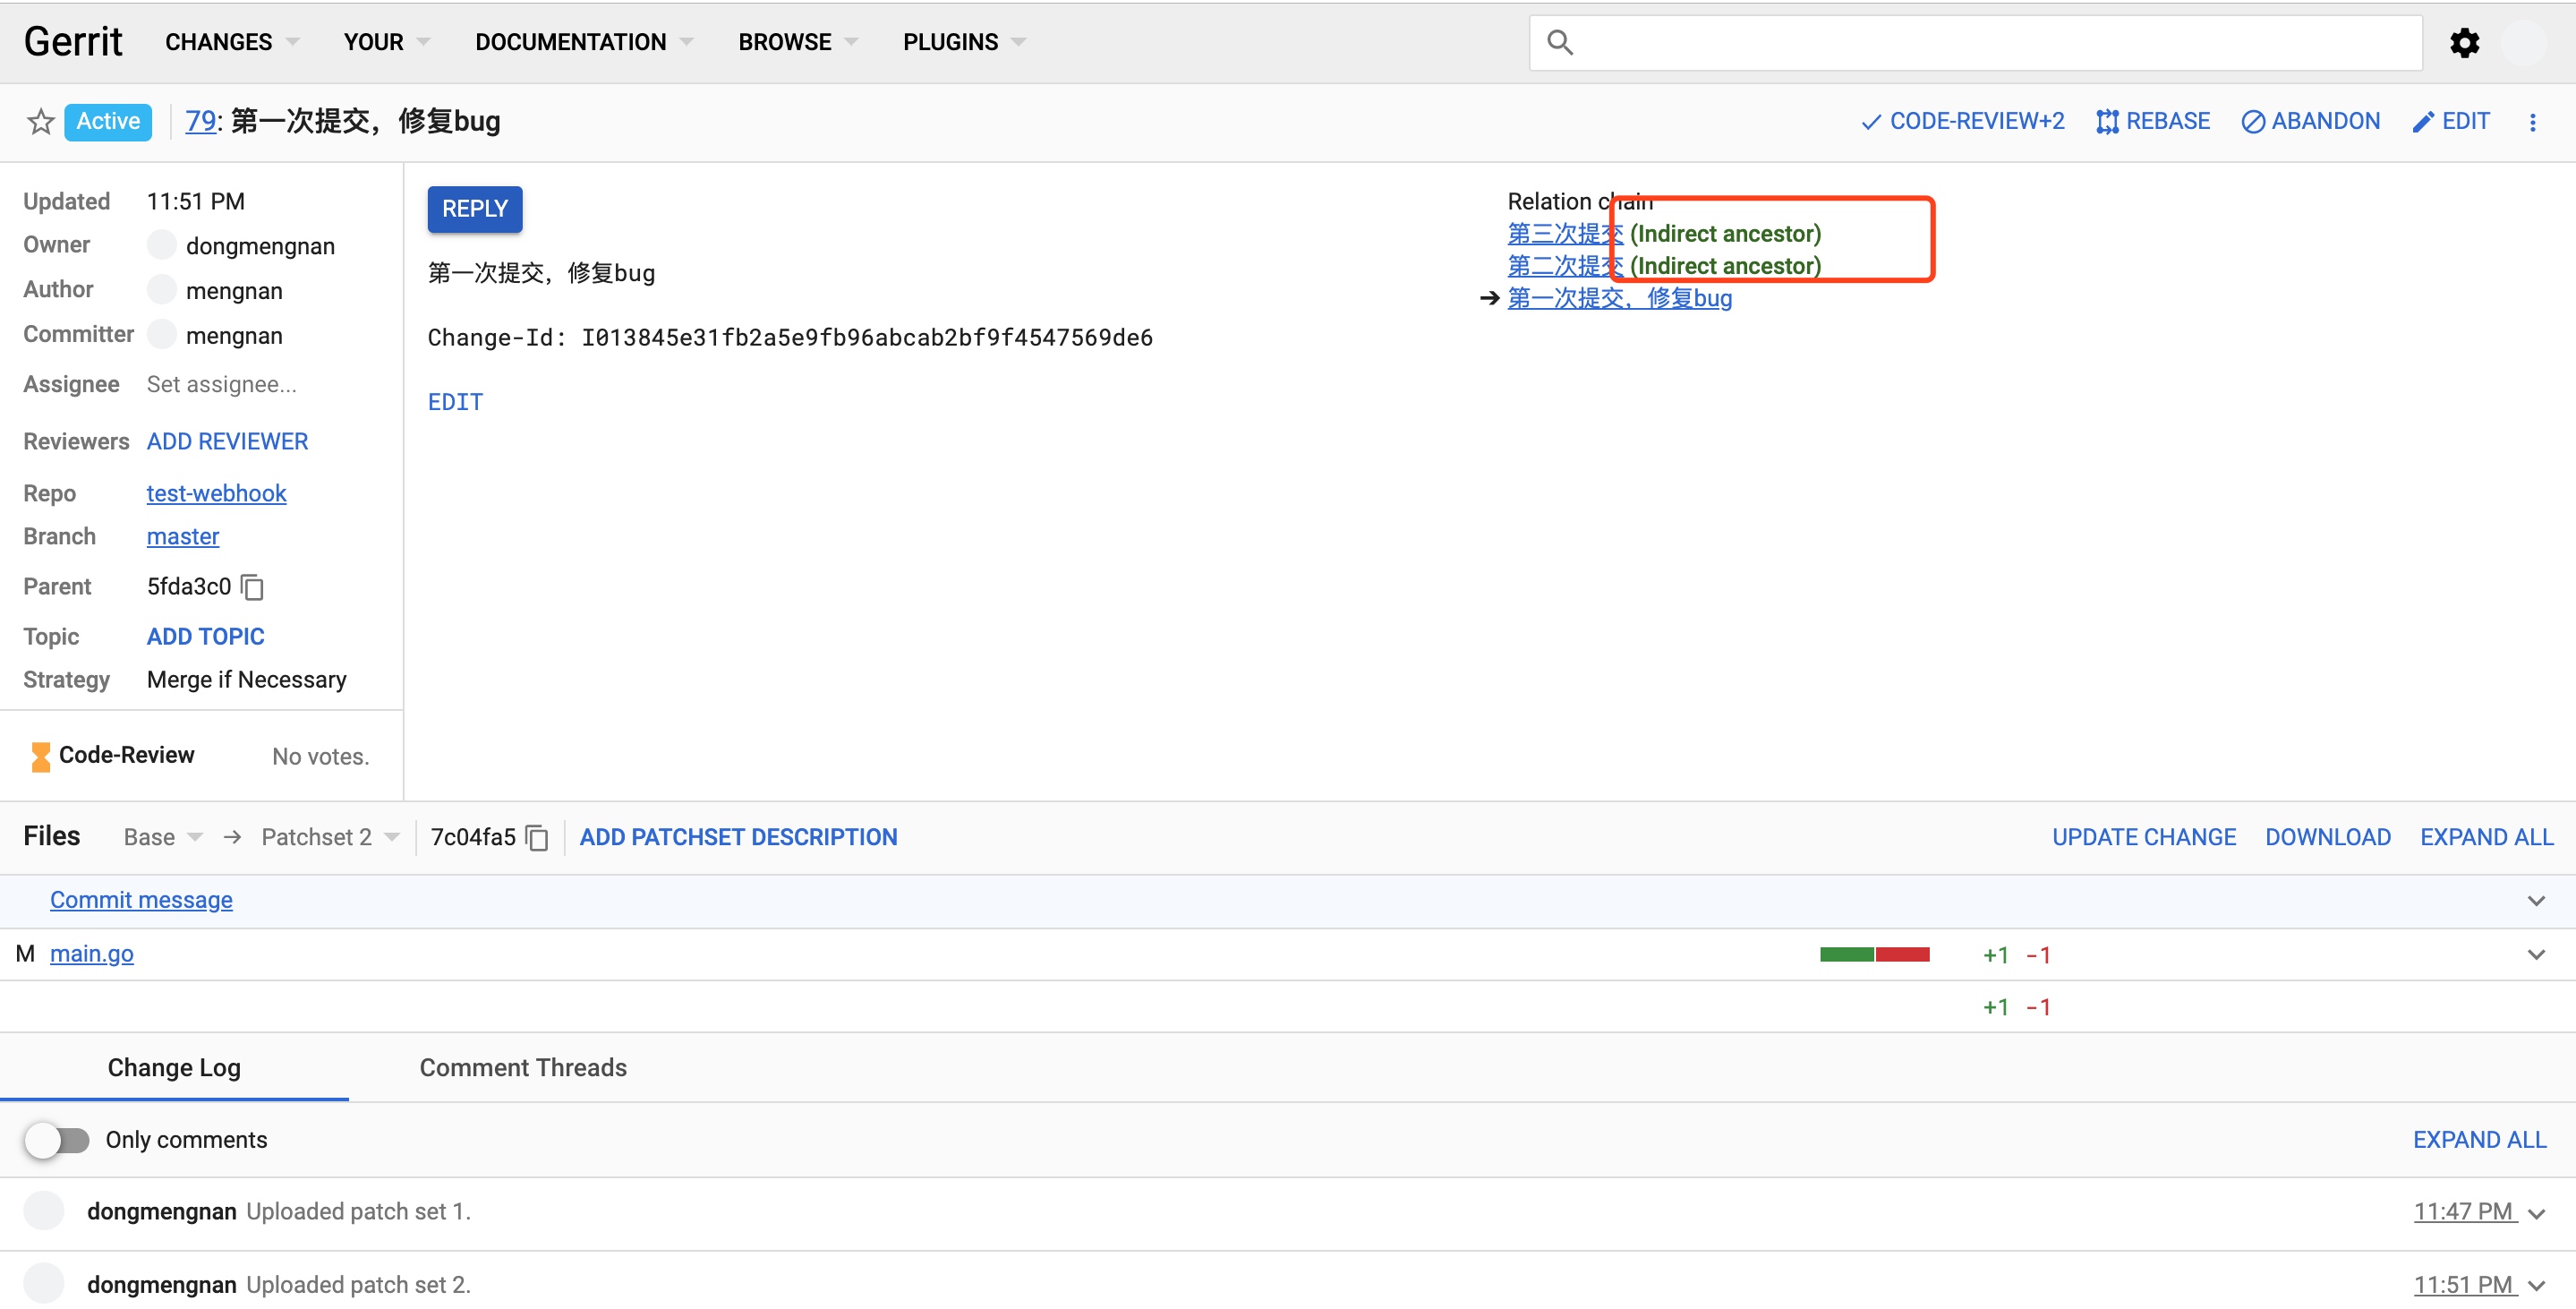 Gerrit CHANGES YOUR DOCUMENTATION BROWSE PLUGINS
Active 79: 第一次提交，修复bug CODE-REVIEW+2 REBASE ABANDON EDIT
Updated 11:51 PM
Owner dongmengnan
Author mengnan
Committer mengnan
Assignee Set assignee...
Reviewers ADD REVIEWER
Repo test-webhook
Branch master
Parent 5fda3c0
Topic ADD TOPIC
Strategy Merge if Necessary
Code-Review No votes.
REPLY
第一次提交，修复bug
Change-Id: I013845e31fb2a5e9fb96abcab2bf9f4547569de6
EDIT
Relation chain
第三次提交 (Indirect ancestor)
第二次提交 (Indirect ancestor)
➔ 第一次提交，修复bug
Files Base → Patchset 2 7c04fa5 ADD PATCHSET DESCRIPTION UPDATE CHANGE DOWNLOAD EXPAND ALL
Commit message
M main.go +1 -1
+1 -1
Change Log Comment Threads
Only comments EXPAND ALL
dongmengnan Uploaded patch set 1. 11:47 PM
dongmengnan Uploaded patch set 2. 11:51 PM